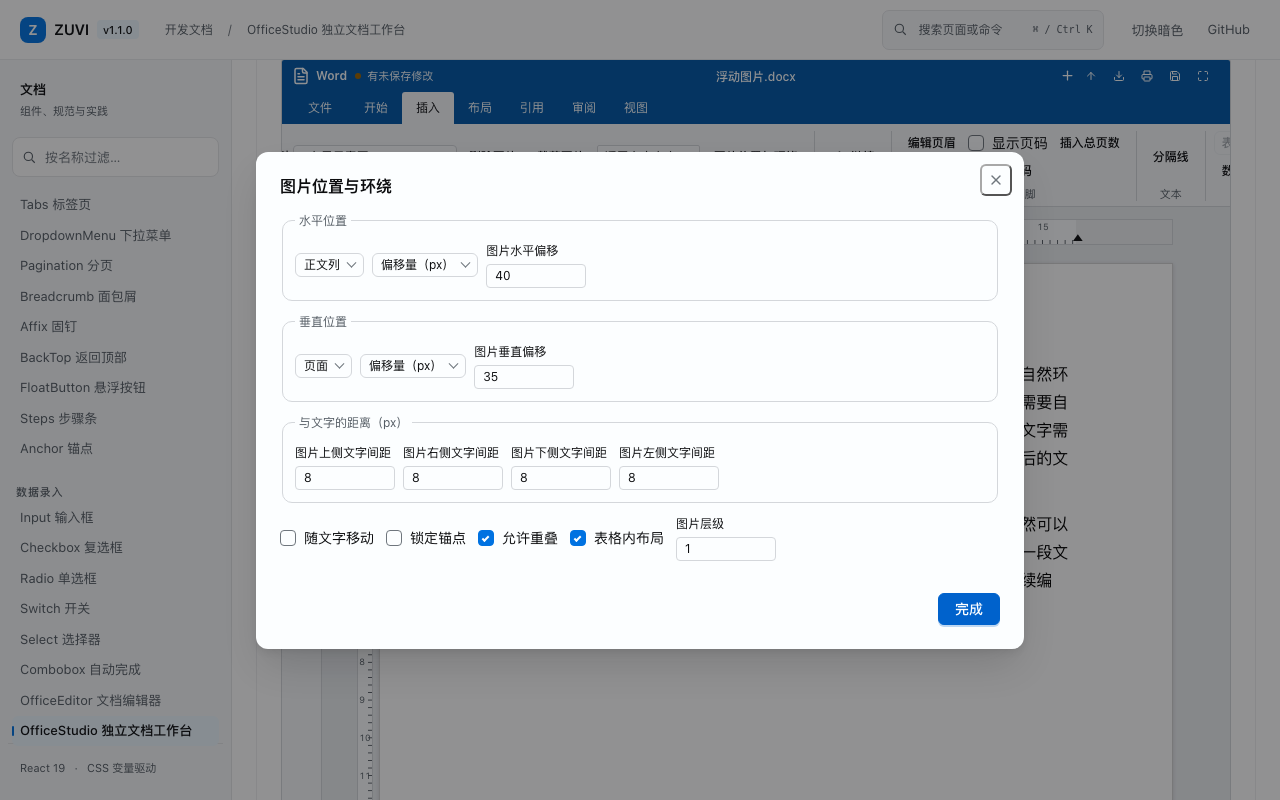 Z ZUVI v1.1.0 开发文档 / OfficeStudio 独立文档工作台 搜索页面或命令 ⌘ / Ctrl K 切换暗色 GitHub
文档
组件、规范与实践
按名称过滤...
Tabs 标签页
DropdownMenu 下拉菜单
Pagination 分页
Breadcrumb 面包屑
Affix 固钉
BackTop 返回顶部
FloatButton 悬浮按钮
Steps 步骤条
Anchor 锚点
数据录入
Input 输入框
Checkbox 复选框
Radio 单选框
Switch 开关
Select 选择器
Combobox 自动完成
OfficeEditor 文档编辑器
OfficeStudio 独立文档工作台
React 19 · CSS 变量驱动
Word 有未保存修改 浮动图片.docx
文件 开始 插入 布局 引用 审阅 视图
编辑页眉 显示页码 插入总页数
码
脚
分隔线
文本
数
15
图片位置与环绕
水平位置
图片水平偏移
正文列 偏移量（px） 40
垂直位置
图片垂直偏移
页面 偏移量（px） 35
与文字的距离（px）
图片上侧文字间距 图片右侧文字间距 图片下侧文字间距 图片左侧文字间距
8 8 8 8
图片层级
随文字移动 锁定锚点 允许重叠 表格内布局 1
完成
自然环
需要自
文字需
后的文
然可以
一段文
续编
8
9
10
11